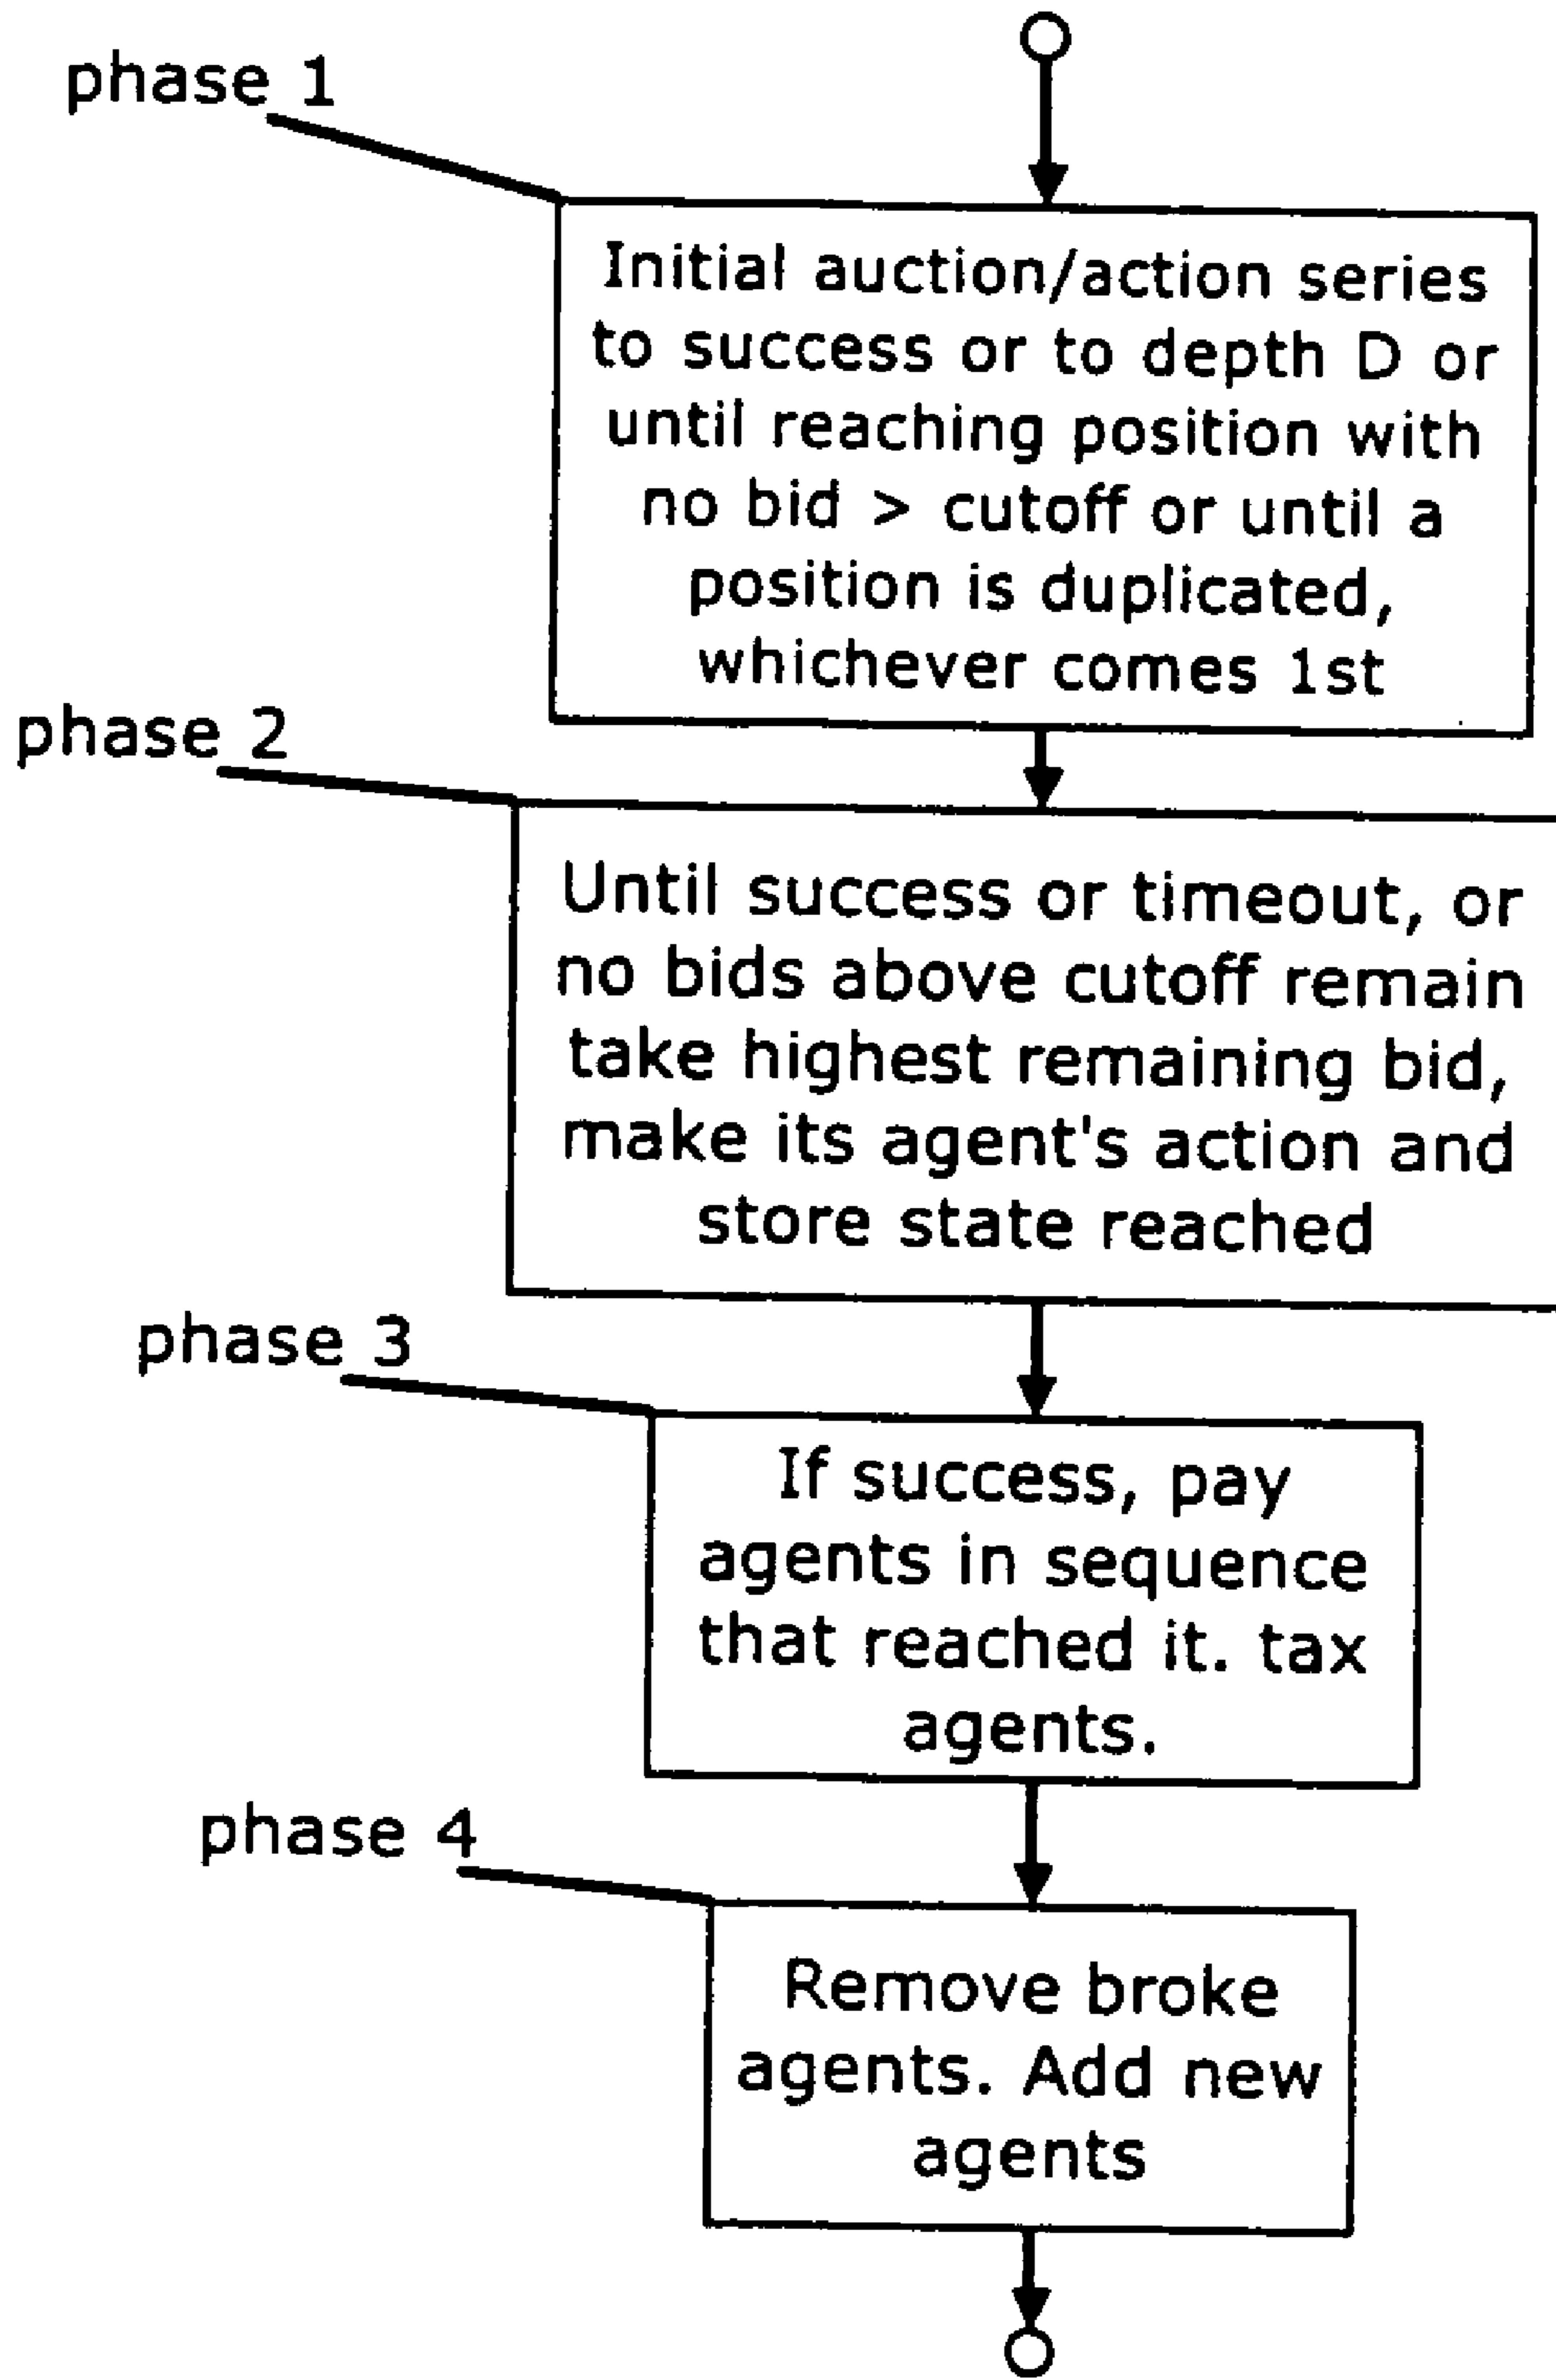 phase 1
Initial auction/action series
to success or to depth D or
until reaching position with
no bid > cutoff or until a
position is duplicated,
whichever comes 1st
phase 2
Until success or timeout, or
no bids above cutoff remain
take highest remaining bid,
make its agent's action and
store state reached
phase 3
If success, pay
agents in sequence
that reached it. tax
agents.
phase 4
Remove broke
agents. Add new
agents